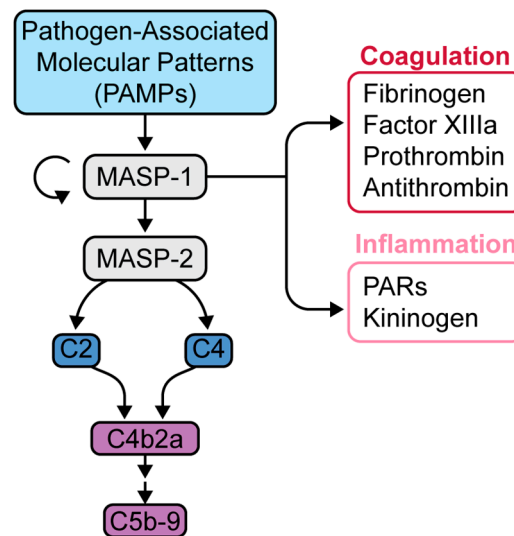 Pathogen-Associated
Molecular Patterns
(PAMPs)
MASP-1
MASP-2
C2
C4
C4b2a
C5b-9
Coagulation
Fibrinogen
Factor XIIIa
Prothrombin
Antithrombin
Inflammation
PARs
Kininogen